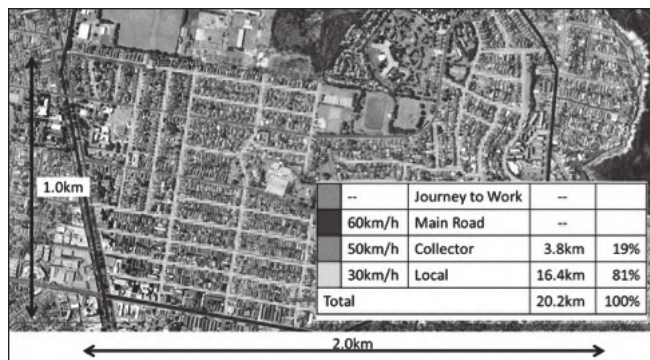 1.0km
-- Journey to Work --
60km/h Main Road --
50km/h Collector 3.8km 19%
30km/h Local 16.4km 81%
Total 20.2km 100%
2.0km